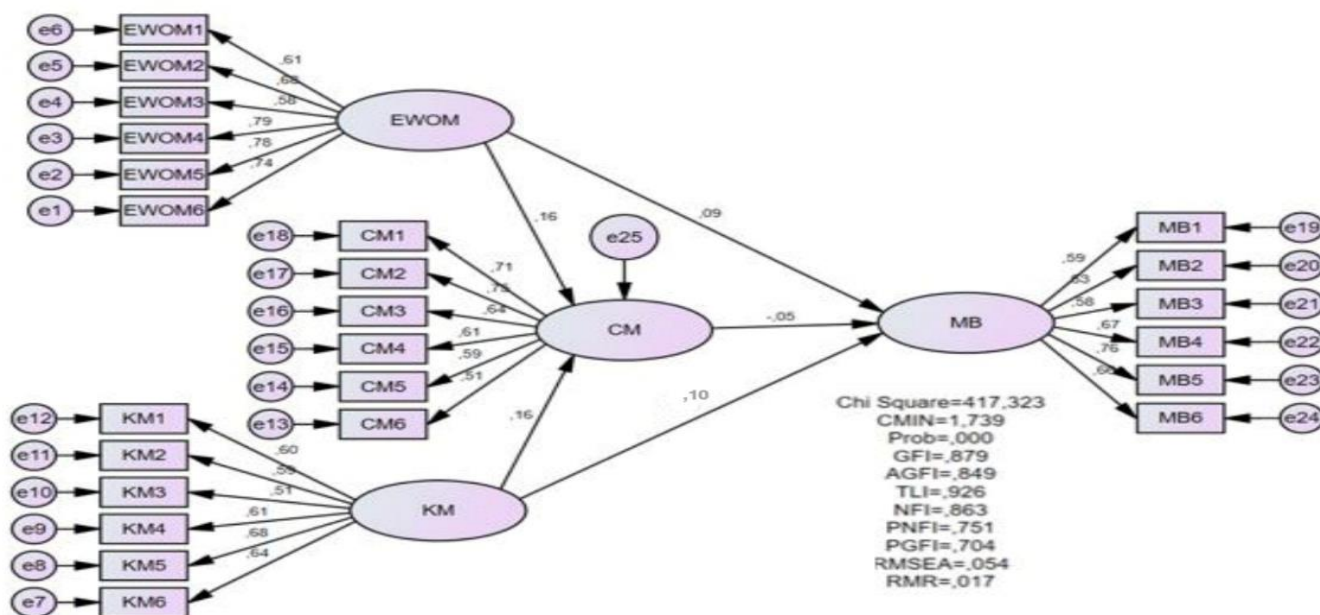 e6
EWOM1
e5
EWOM2
e4
EWOM3
e3
EWOM4
e2
EWOM5
e1
EWOM6
,61
,58
,79
,78
,74
EWOM
,16
,09
e18
CM1
e17
CM2
e16
CM3
e15
CM4
e14
CM5
e13
CM6
,71
,64
,61
,59
,51
e25
CM
-,05
MB
,59
,58
,67
,76
MB1
e19
MB2
e20
MB3
e21
MB4
e22
MB5
e23
MB6
e24
e12
KM1
e11
KM2
e10
KM3
e9
KM4
e8
KM5
e7
KM6
,60
,51
,61
,68
,64
KM
,16
,10
Chi Square=417,323
CMIN=1,739
Prob=,000
GFI=,879
AGFI=,849
TLI=,926
NFI=,863
PNFI=,751
PGFI=,704
RMSEA=,054
RMR=,017